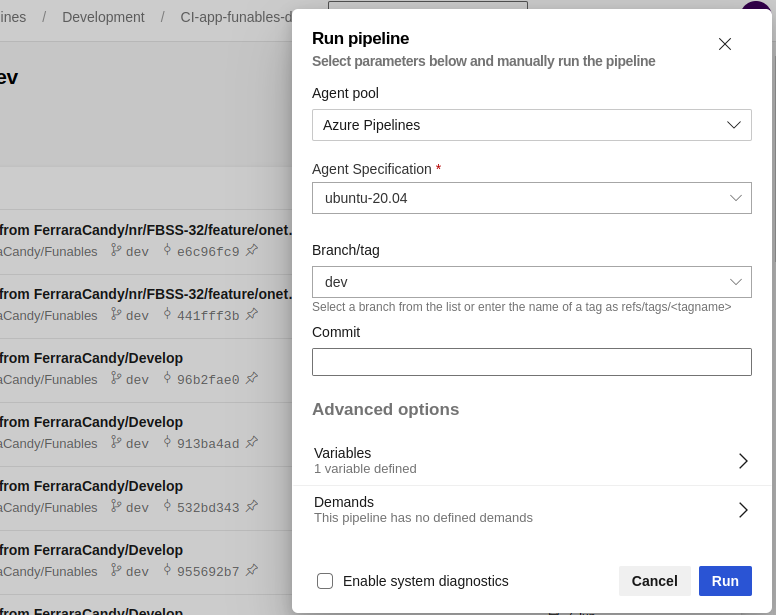 ines / Development / CI-app-funables-d
ev
from FerraraCandy/nr/FBSS-32/feature/onet...
aCandy/Funables dev e6c96fc9
from FerraraCandy/nr/FBSS-32/feature/onet...
aCandy/Funables dev 441fff3b
from FerraraCandy/Develop
aCandy/Funables dev 96b2fae0
from FerraraCandy/Develop
aCandy/Funables dev 913ba4ad
from FerraraCandy/Develop
aCandy/Funables dev 532bd343
from FerraraCandy/Develop
aCandy/Funables dev 955692b7
from FerraraCandy/Develop
Run pipeline
Select parameters below and manually run the pipeline
Agent pool
Azure Pipelines
Agent Specification *
ubuntu-20.04
Branch/tag
dev
Select a branch from the list or enter the name of a tag as refs/tags/<tagname>
Commit
Advanced options
Variables
1 variable defined
Demands
This pipeline has no defined demands
Enable system diagnostics
Cancel
Run